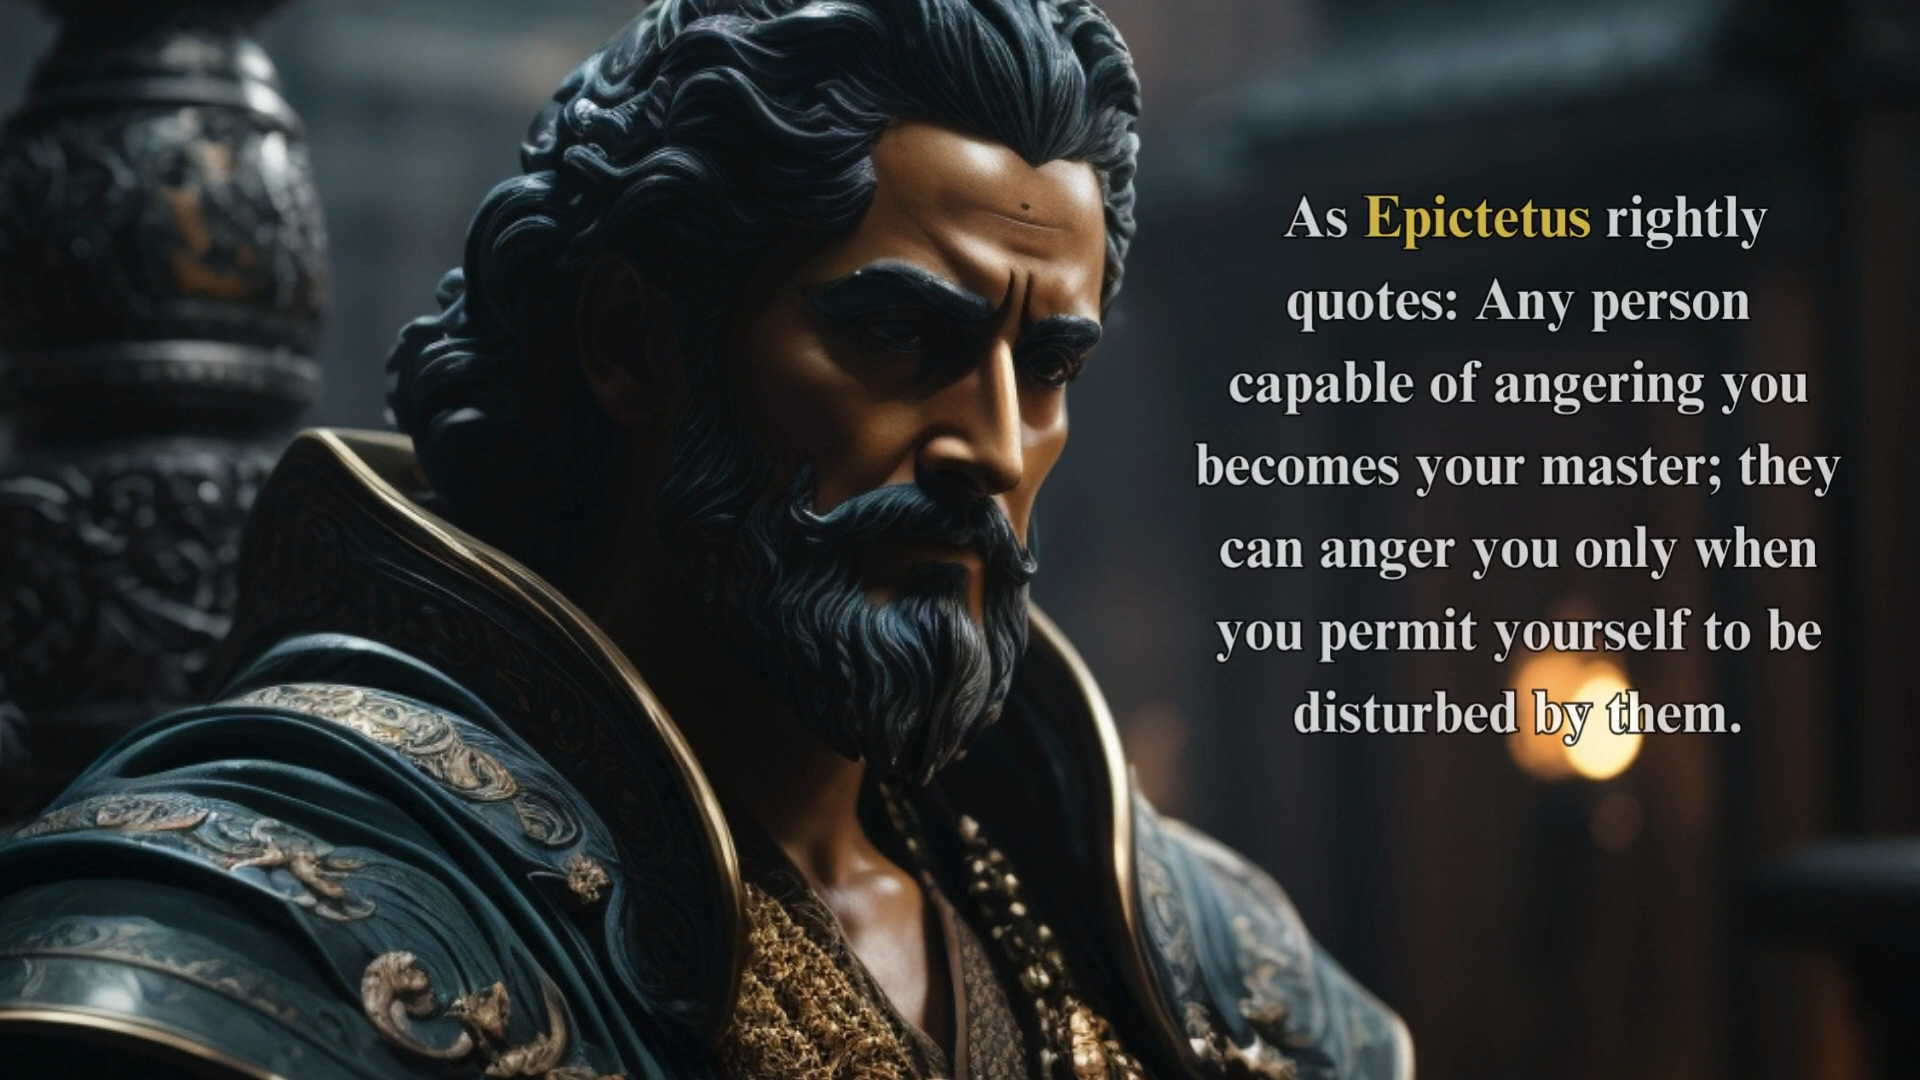 As Epictetus rightly
quotes: Any person
capable of angering you
becomes your master; they
can anger you only when
you permit yourself to be
disturbed by them.